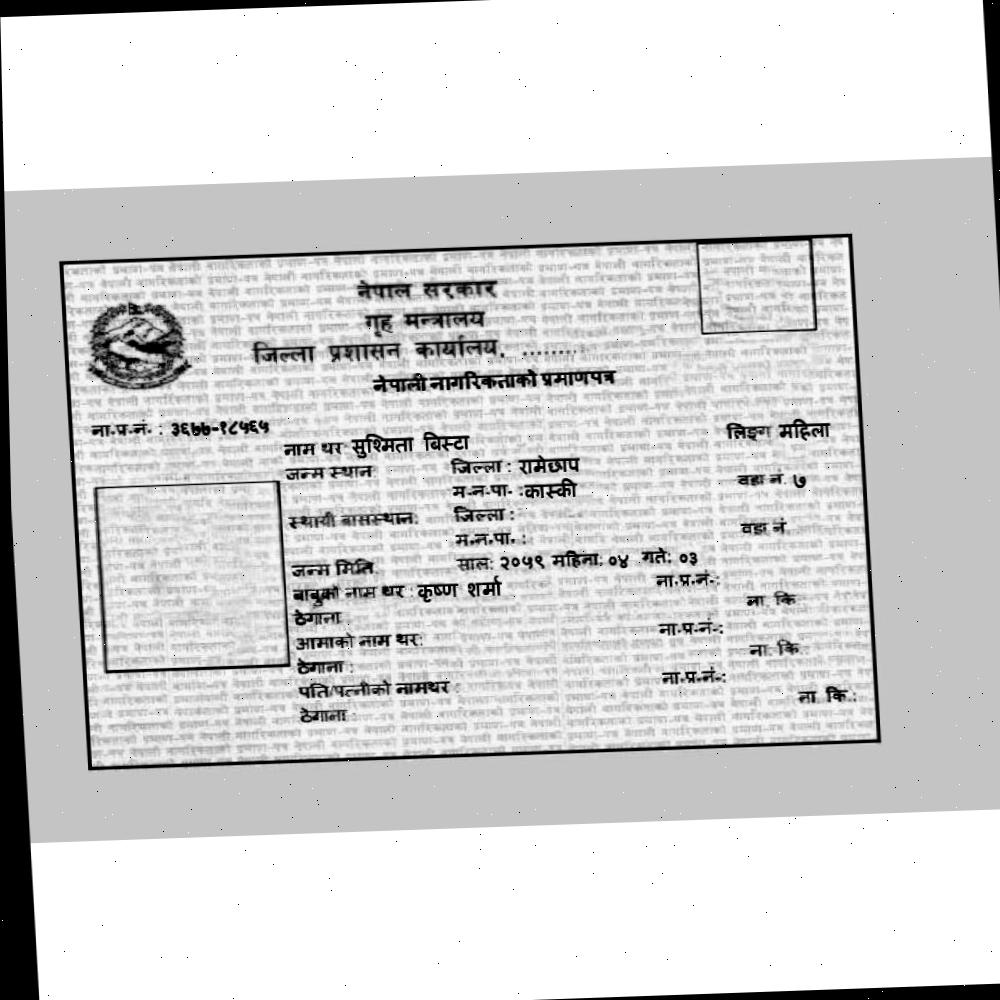 नेपाल सरकार
गृह मन्त्रालय
जिल्ला प्रशासन कार्यालय, .........
नेपाली नागरिकताको प्रमाणपत्र
ना.प्र.नं. : ३६७७-१८५६५
नाम थर सुश्मिता बिस्टा लिङ्ग महिला
जन्म स्थान: जिल्ला : रामेछाप
म.न.पा. : कास्की वडा नं. ७
स्थायी बासस्थान: जिल्ला :
म.न.पा. : वडा नं.
जन्म मिति: साल: २०५९ महिना: ०४ गते: ०३
बाबुको नाम थर : कृष्ण शर्मा ना.प्र.नं.:
ठेगाना : ना. कि.:
आमाको नाम थर: ना.प्र.नं.:
ठेगाना : ना. कि.:
पति/पत्नीको नामथर : ना.प्र.नं.:
ठेगाना : ना. कि.: